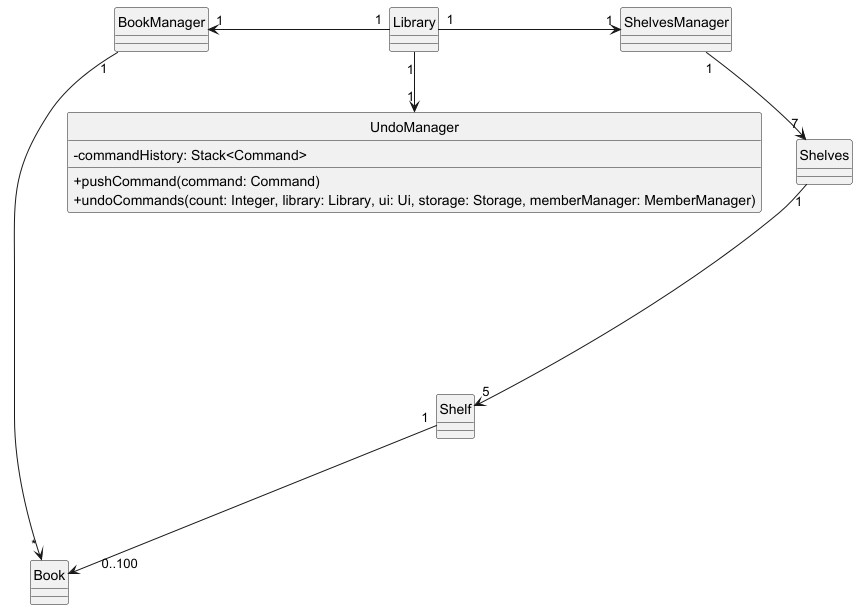 BookManager
1
1
Library
1
1
ShelvesManager
1
1
1
1
UndoManager
7
-commandHistory: Stack<Command>
Shelves
+pushCommand(command: Command)
+undoCommands(count: Integer, library: Library, ui: Ui, storage: Storage, memberManager: MemberManager)
1
5
Shelf
1
*
0..100
Book